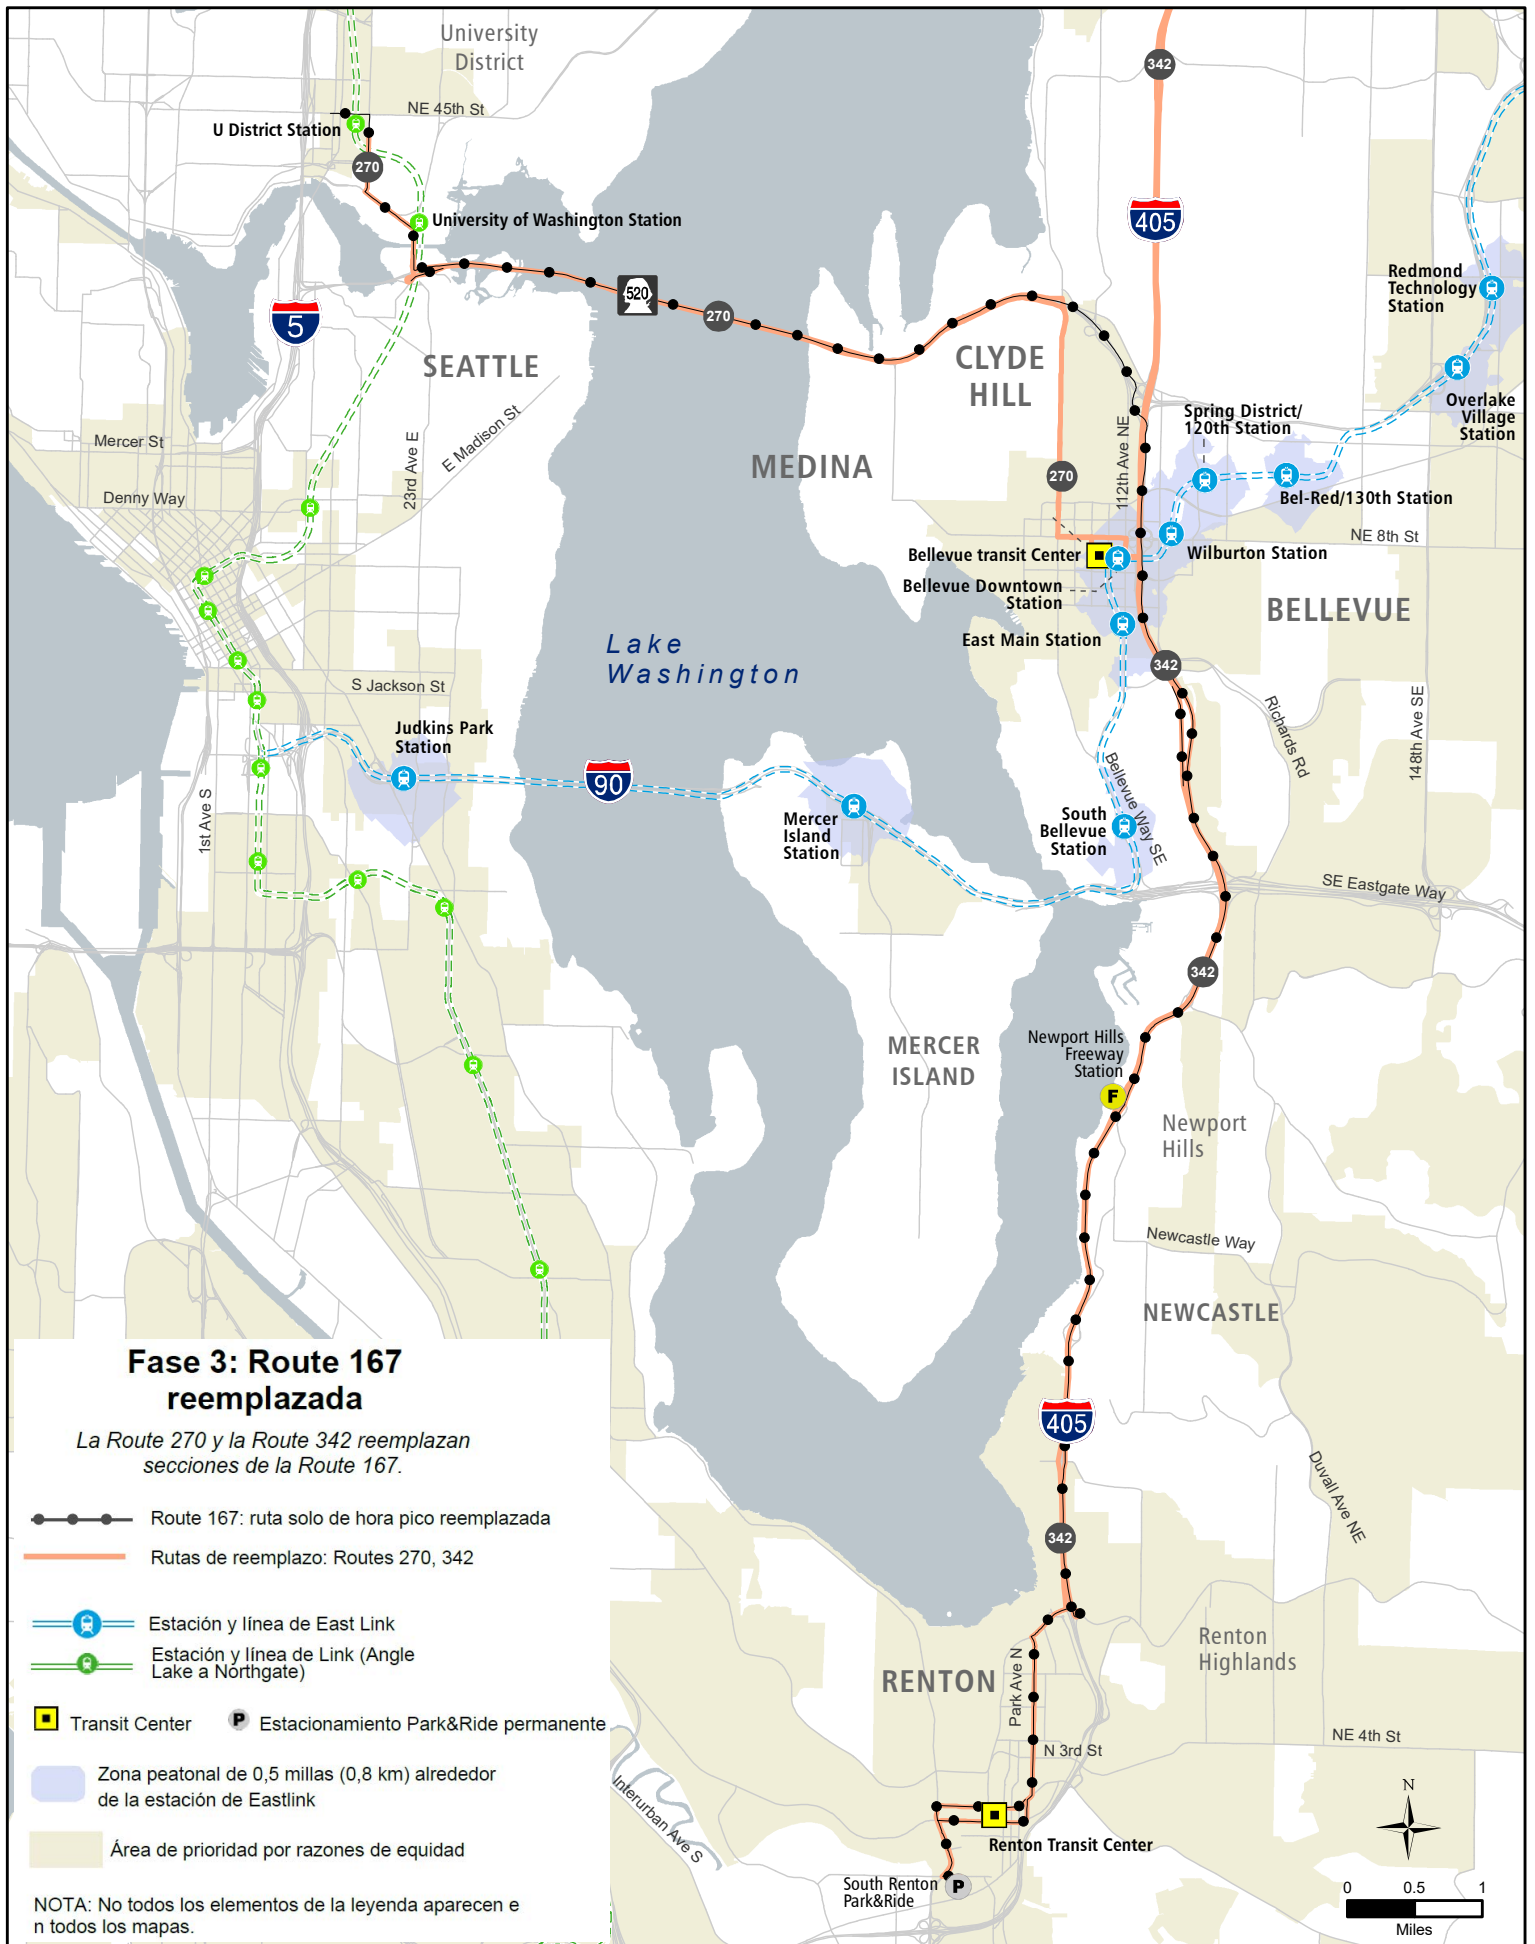 University
District
NE 45th St
U District Station
270
University of Washington Station
342
405
5
520
270
SEATTLE
CLYDE
HILL
MEDINA
Redmond
Technology
Station
Overlake
Village
Station
Spring District/
120th Station
Bel-Red/130th Station
Mercer St
Denny Way
23rd Ave E
E Madison St
112th Ave NE
270
NE 8th St
Wilburton Station
Bellevue transit Center
Bellevue Downtown
Station
BELLEVUE
East Main Station
Lake
Washington
342
S Jackson St
Judkins Park
Station
90
1st Ave S
Mercer
Island
Station
South
Bellevue
Station
Bellevue Way SE
Richards Rd
148th Ave SE
SE Eastgate Way
342
MERCER
ISLAND
Newport Hills
Freeway
Station
F
Newport
Hills
Newcastle Way
NEWCASTLE
405
Duvall Ave NE
342
Renton
Highlands
RENTON
Park Ave N
N 3rd St
NE 4th St
Interurban Ave S
Renton Transit Center
South Renton
Park&Ride
P
N
0 0.5 1
Miles
Fase 3: Route 167
reemplazada
La Route 270 y la Route 342 reemplazan
secciones de la Route 167.
Route 167: ruta solo de hora pico reemplazada
Rutas de reemplazo: Routes 270, 342
Estación y línea de East Link
Estación y línea de Link (Angle
Lake a Northgate)
Transit Center
P Estacionamiento Park&Ride permanente
Zona peatonal de 0,5 millas (0,8 km) alrededor
de la estación de Eastlink
Área de prioridad por razones de equidad
NOTA: No todos los elementos de la leyenda aparecen e
n todos los mapas.